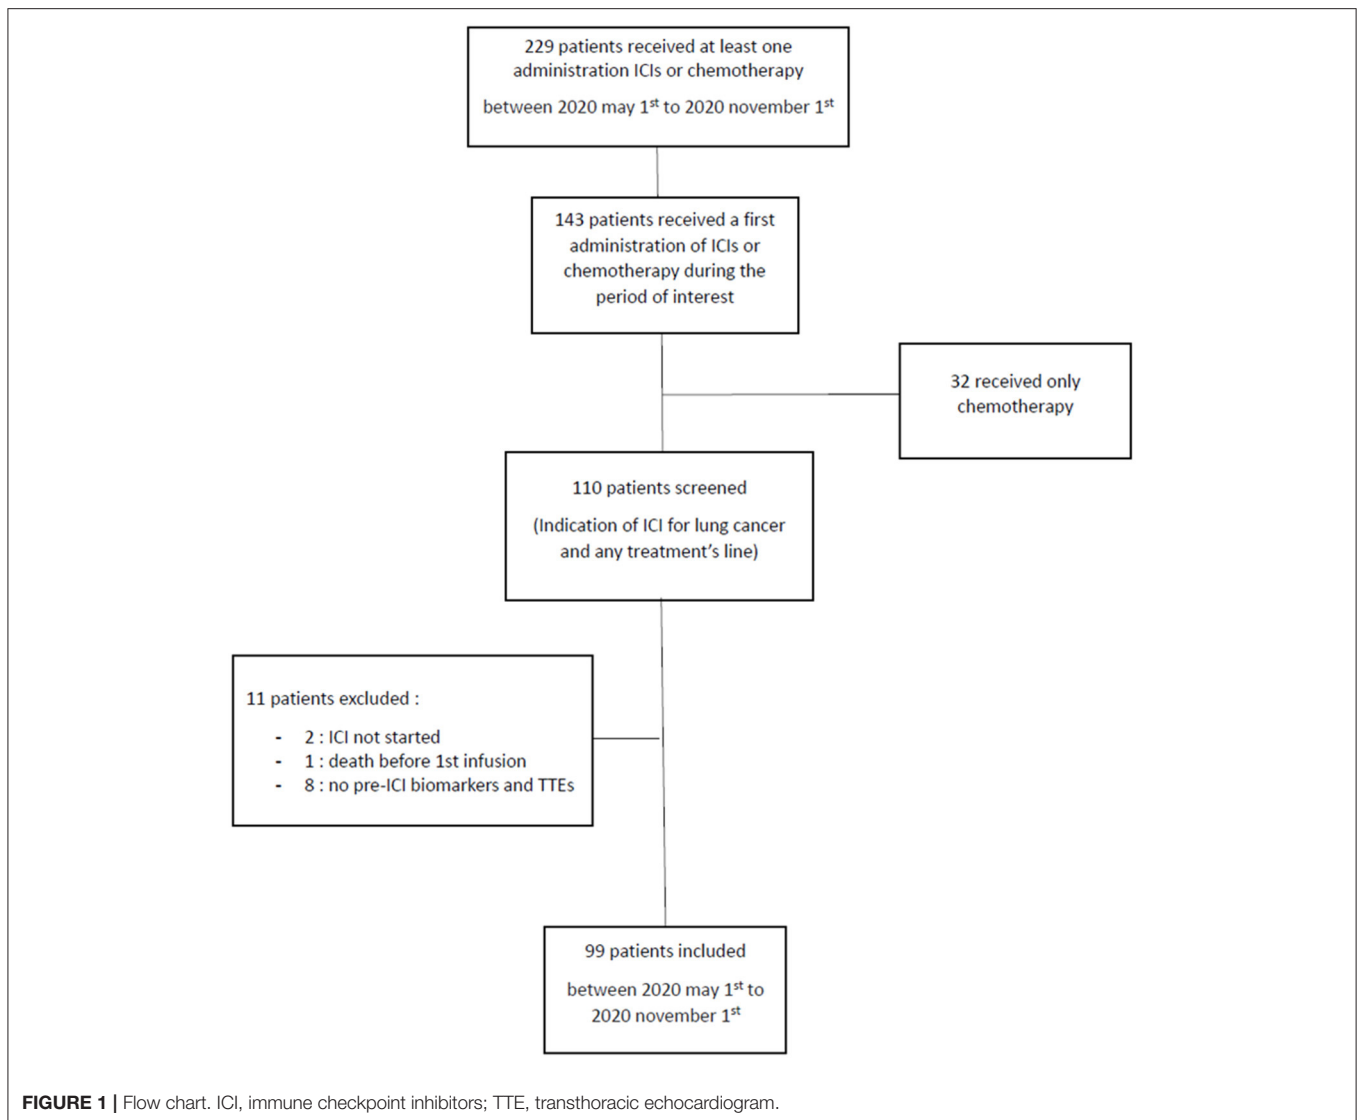 229 patients received at least one
administration ICIs or chemotherapy
between 2020 may 1st to 2020 november 1st
143 patients received a first
administration of ICIs or
chemotherapy during the
period of interest
32 received only
chemotherapy
110 patients screened
(Indication of ICI for lung cancer
and any treatment's line)
11 patients excluded :
- 2 : ICI not started
- 1 : death before 1st infusion
- 8 : no pre-ICI biomarkers and TTEs
99 patients included
between 2020 may 1st to
2020 november 1st
FIGURE 1 | Flow chart. ICI, immune checkpoint inhibitors; TTE, transthoracic echocardiogram.